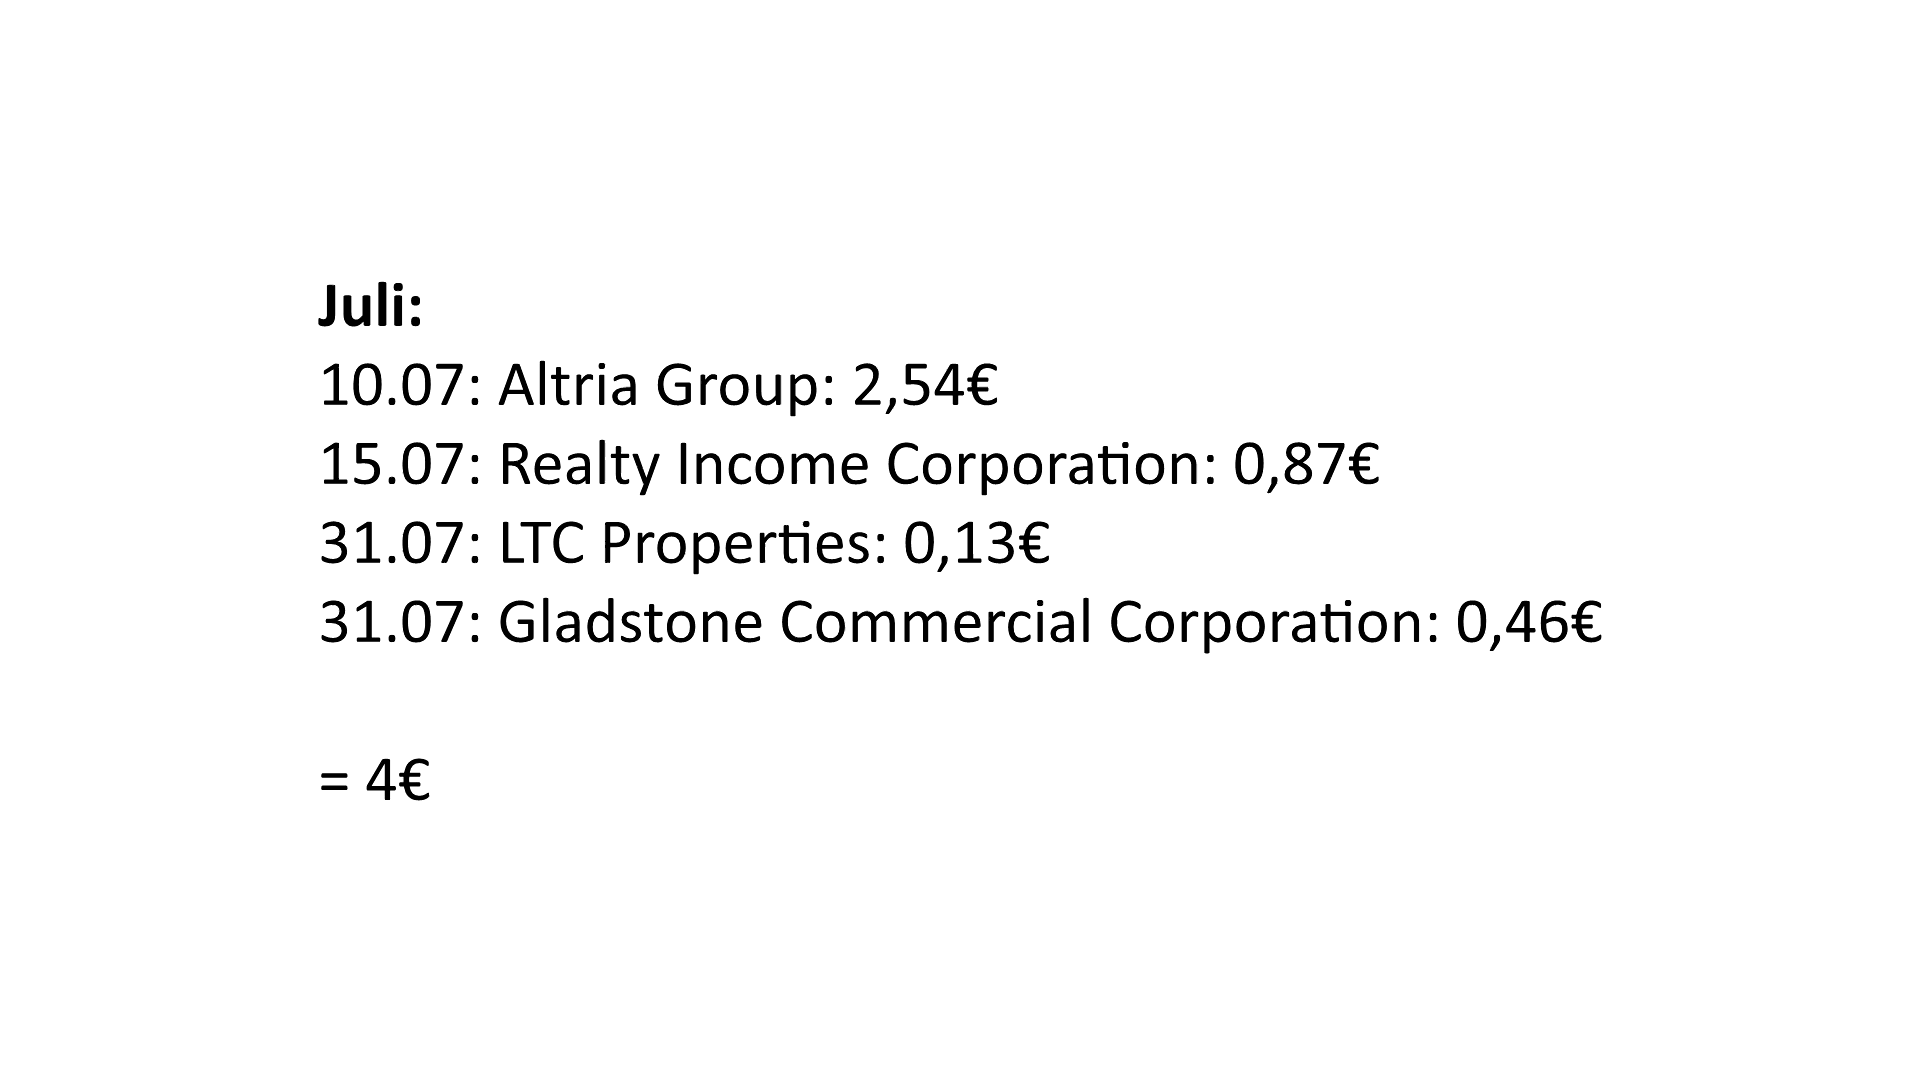 Juli:
10.07: Altria Group: 2,54€
15.07: Realty Income Corporation: 0,87€
31.07: LTC Properties: 0,13€
31.07: Gladstone Commercial Corporation: 0,46€
= 4€